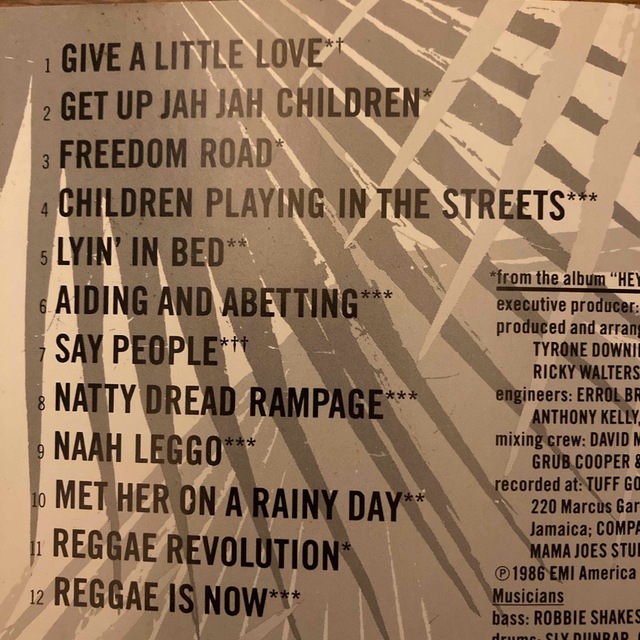 1 GIVE A LITTLE LOVE*†
2 GET UP JAH JAH CHILDREN*
3 FREEDOM ROAD*
4 CHILDREN PLAYING IN THE STREETS***
5 LYIN' IN BED**
6 AIDING AND ABETTING***
7 SAY PEOPLE*††
8 NATTY DREAD RAMPAGE***
9 NAAH LEGGO***
10 MET HER ON A RAINY DAY**
11 REGGAE REVOLUTION*
12 REGGAE IS NOW***
*from the album "HEY
executive producer:
produced and arrang
TYRONE DOWNI
RICKY WALTERS
engineers: ERROL BR
ANTHONY KELLY,
mixing crew: DAVID M
GRUB COOPER &
recorded at: TUFF GO
220 Marcus Gar
Jamaica; COMPA
MAMA JOES STU
Ⓟ1986 EMI America
Musicians
bass: ROBBIE SHAKES
drums: SLY DUNBAR,